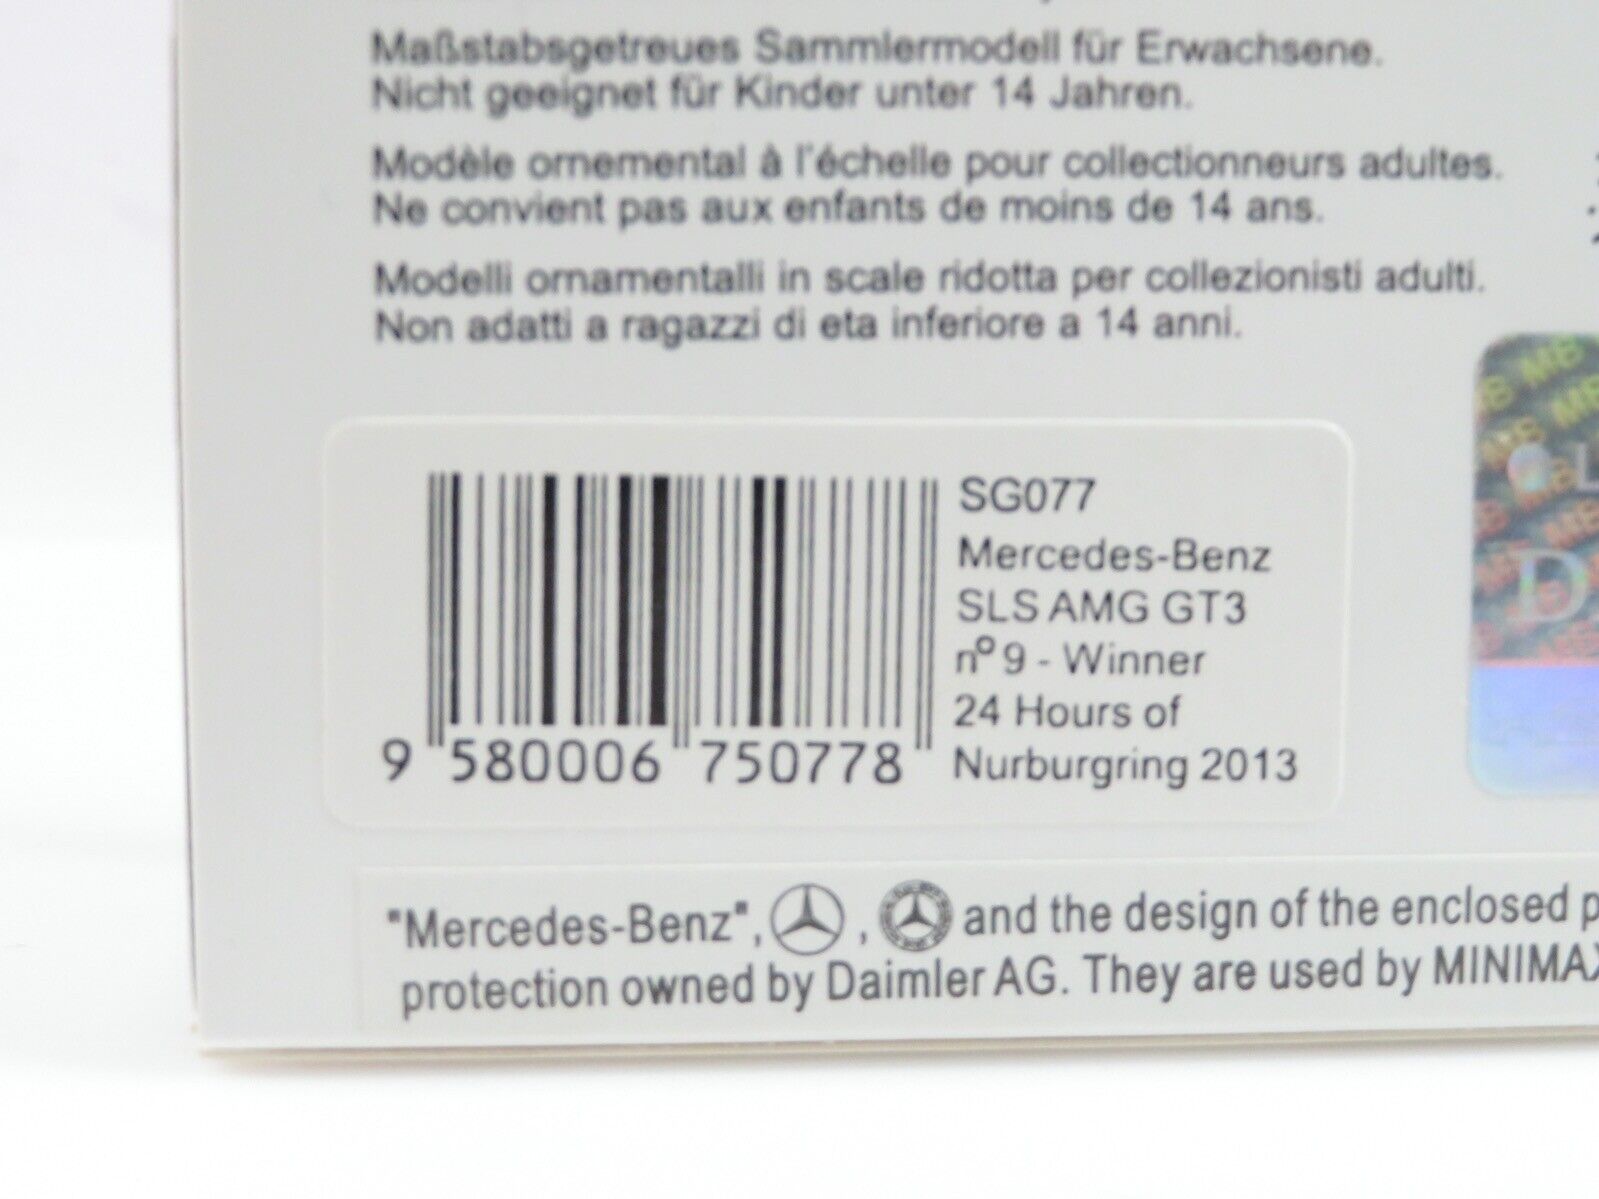 Maßstabsgetreues Sammlermodell für Erwachsene.
Nicht geeignet für Kinder unter 14 Jahren.
Modèle ornemental à l'échelle pour collectionneurs adultes.
Ne convient pas aux enfants de moins de 14 ans.
Modelli ornamentalli in scale ridotta per collezionisti adulti.
Non adatti a ragazzi di eta inferiore a 14 anni.
SG077
Mercedes-Benz
SLS AMG GT3
nº 9 - Winner
24 Hours of
Nurburgring 2013
9 580006 750778
MB MB
D
"Mercedes-Benz", , and the design of the enclosed
protection owned by Daimler AG. They are used by MINIMAX